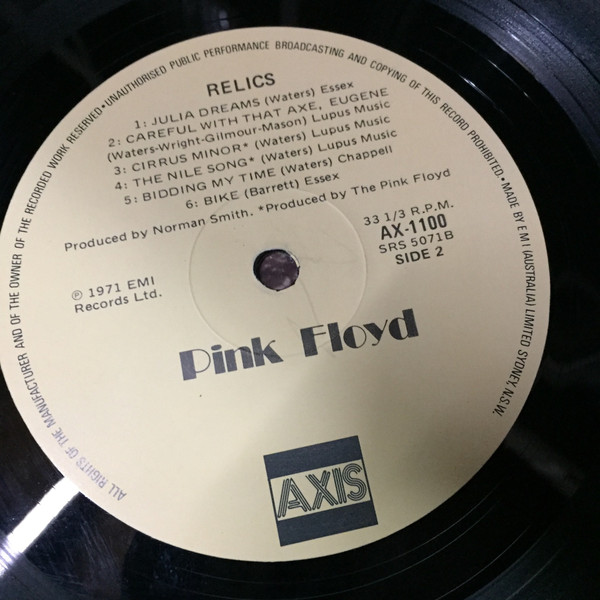 ALL RIGHTS OF THE MANUFACTURER AND OF THE OWNER OF THE RECORDED WORK RESERVED • UNAUTHORISED PUBLIC PERFORMANCE BROADCASTING AND COPYING OF THIS RECORD PROHIBITED. • MADE BY E M I (AUSTRALIA) LIMITED SYDNEY, N.S.W.
RELICS
1: JULIA DREAMS (Waters) Essex
2: CAREFUL WITH THAT AXE, EUGENE
(Waters-Wright-Gilmour-Mason) Lupus Music
3: CIRRUS MINOR* (Waters) Lupus Music
4: THE NILE SONG* (Waters) Lupus Music
5: BIDDING MY TIME (Waters) Chappell
6: BIKE (Barrett) Essex
Produced by Norman Smith. *Produced by The Pink Floyd
33 1/3 R.P.M.
AX-1100
SRS 5071B
SIDE 2
℗ 1971 EMI
Records Ltd.
Pink Floyd
AXIS